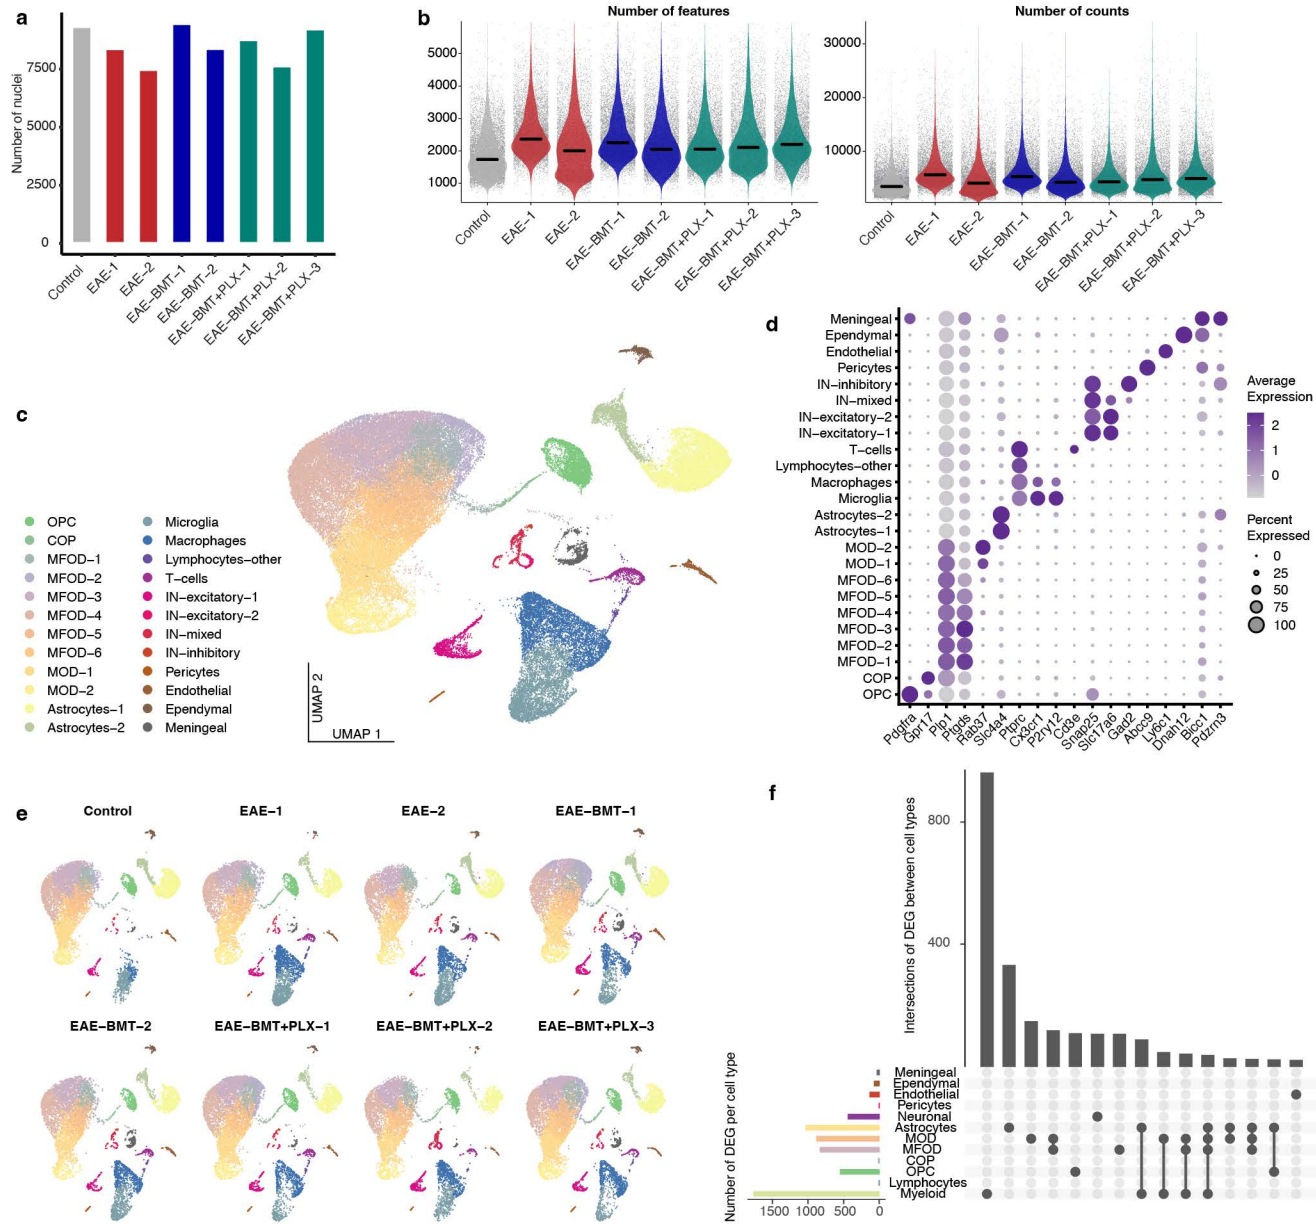 a
Number of nuclei
7500
5000
2500
0
Control
EAE-1
EAE-2
EAE-BMT-1
EAE-BMT-2
EAE-BMT+PLX-1
EAE-BMT+PLX-2
EAE-BMT+PLX-3
b
Number of features
5000
4000
3000
2000
1000
Control
EAE-1
EAE-2
EAE-BMT-1
EAE-BMT-2
EAE-BMT+PLX-1
EAE-BMT+PLX-2
EAE-BMT+PLX-3
Number of counts
30000
20000
10000
Control
EAE-1
EAE-2
EAE-BMT-1
EAE-BMT-2
EAE-BMT+PLX-1
EAE-BMT+PLX-2
EAE-BMT+PLX-3
c
OPC
COP
MFOD-1
MFOD-2
MFOD-3
MFOD-4
MFOD-5
MFOD-6
MOD-1
MOD-2
Astrocytes-1
Astrocytes-2
Microglia
Macrophages
Lymphocytes-other
T-cells
IN-excitatory-1
IN-excitatory-2
IN-mixed
IN-inhibitory
Pericytes
Endothelial
Ependymal
Meningeal
UMAP 2
UMAP 1
d
Meningeal
Ependymal
Endothelial
Pericytes
IN-inhibitory
IN-mixed
IN-excitatory-2
IN-excitatory-1
T-cells
Lymphocytes-other
Macrophages
Microglia
Astrocytes-2
Astrocytes-1
MOD-2
MOD-1
MFOD-6
MFOD-5
MFOD-4
MFOD-3
MFOD-2
MFOD-1
COP
OPC
Pdgfra
Gpr17
Plp1
Ptgds
Rab37
Slc4a4
Ptprc
Cx3cr1
P2ry12
Cd3e
Snap25
Slc17a6
Gad2
Abcc9
Ly6c1
Dnah12
Bicc1
Pdzrn3
Average
Expression
2
1
0
Percent
Expressed
0
25
50
75
100
e
Control
EAE-1
EAE-2
EAE-BMT-1
EAE-BMT-2
EAE-BMT+PLX-1
EAE-BMT+PLX-2
EAE-BMT+PLX-3
f
Intersections of DEG between cell types
800
400
Number of DEG per cell type
Meningeal
Ependymal
Endothelial
Pericytes
Neuronal
Astrocytes
MOD
MFOD
COP
OPC
Lymphocytes
Myeloid
1500
1000
500
0